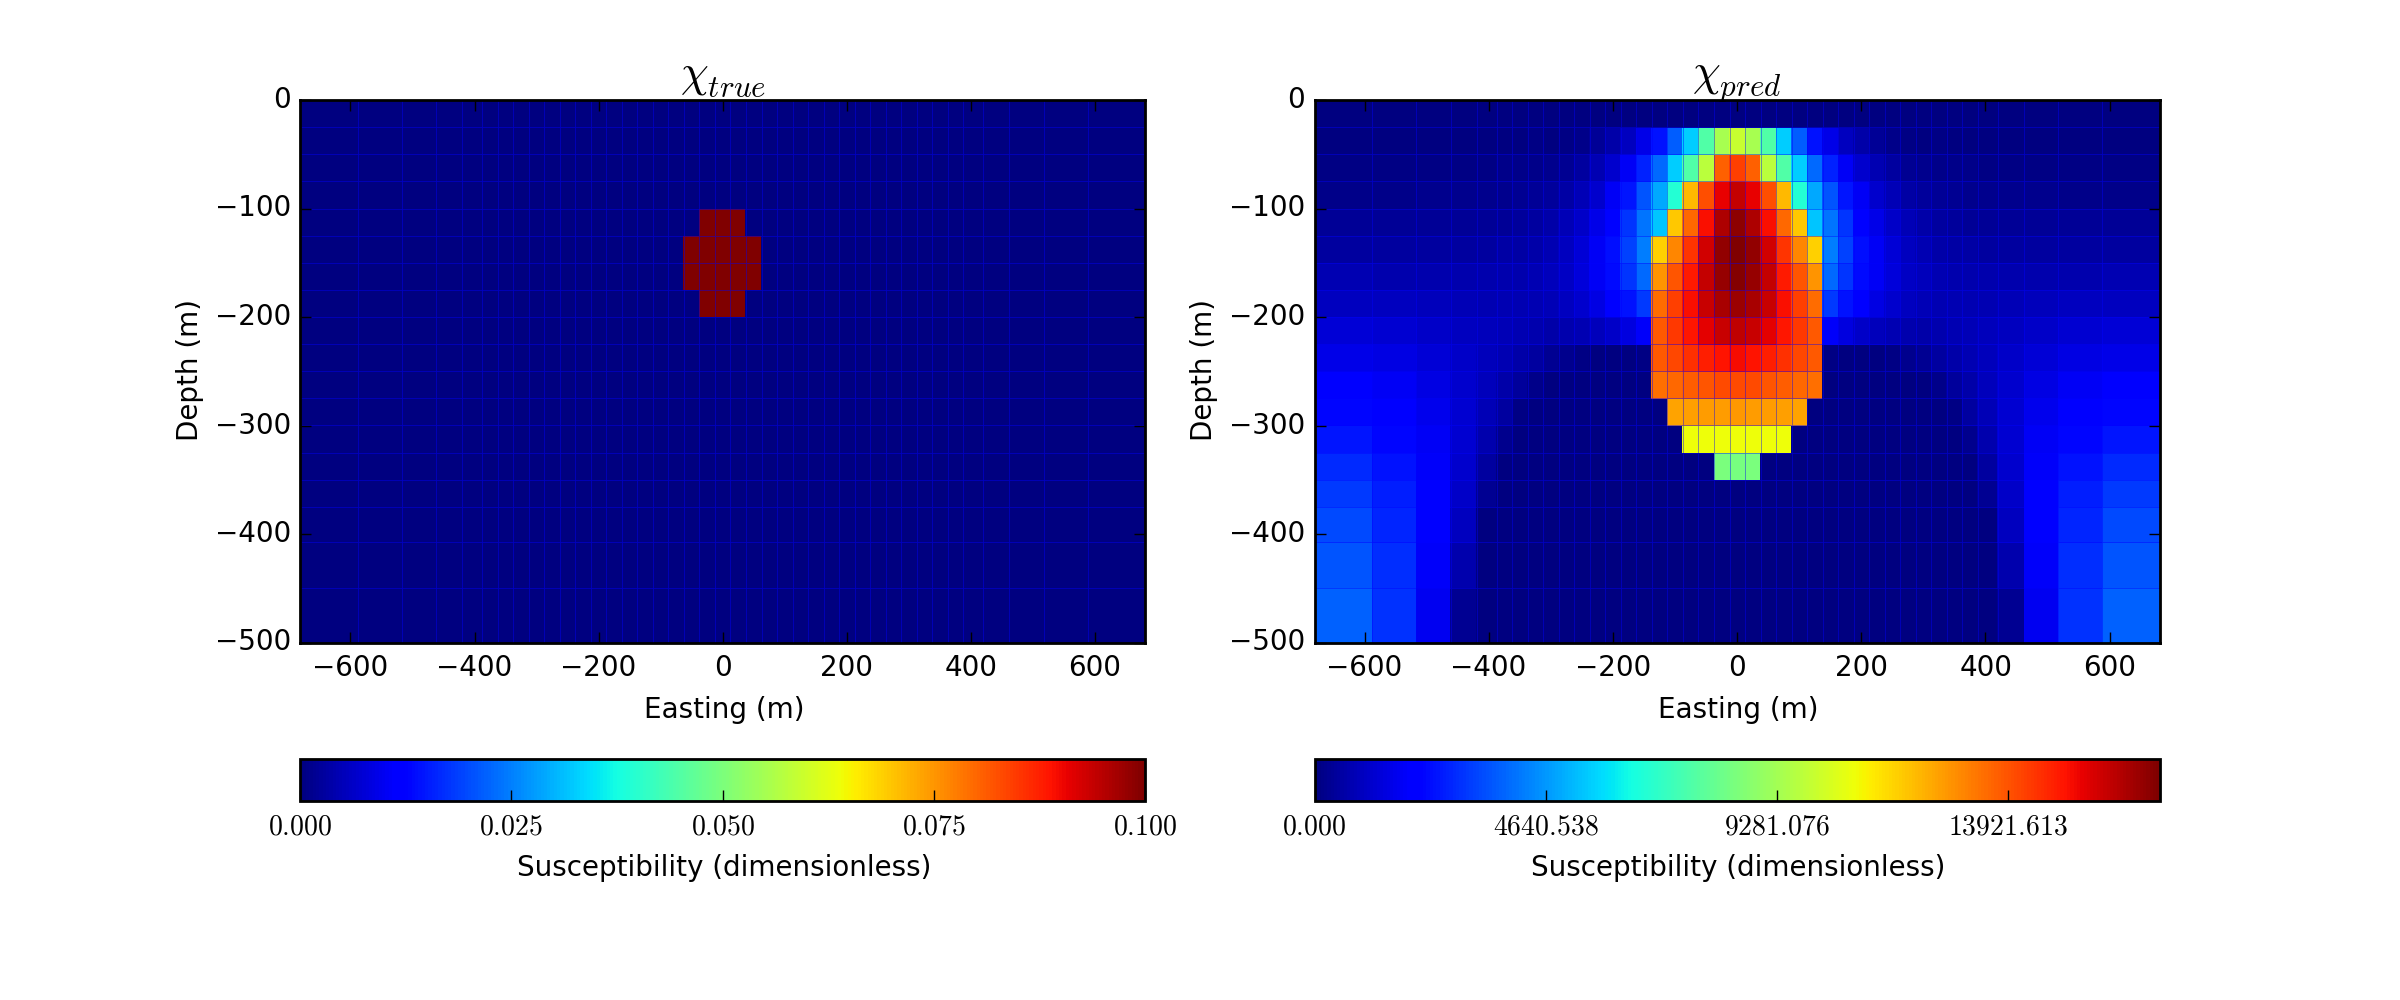 χtrue
0
−100
−200
−300
−400
−500
Depth (m)
−600 −400 −200 0 200 400 600
Easting (m)
0.000 0.025 0.050 0.075 0.100
Susceptibility (dimensionless)
χpred
0
−100
−200
−300
−400
−500
Depth (m)
−600 −400 −200 0 200 400 600
Easting (m)
0.000 4640.538 9281.076 13921.613
Susceptibility (dimensionless)